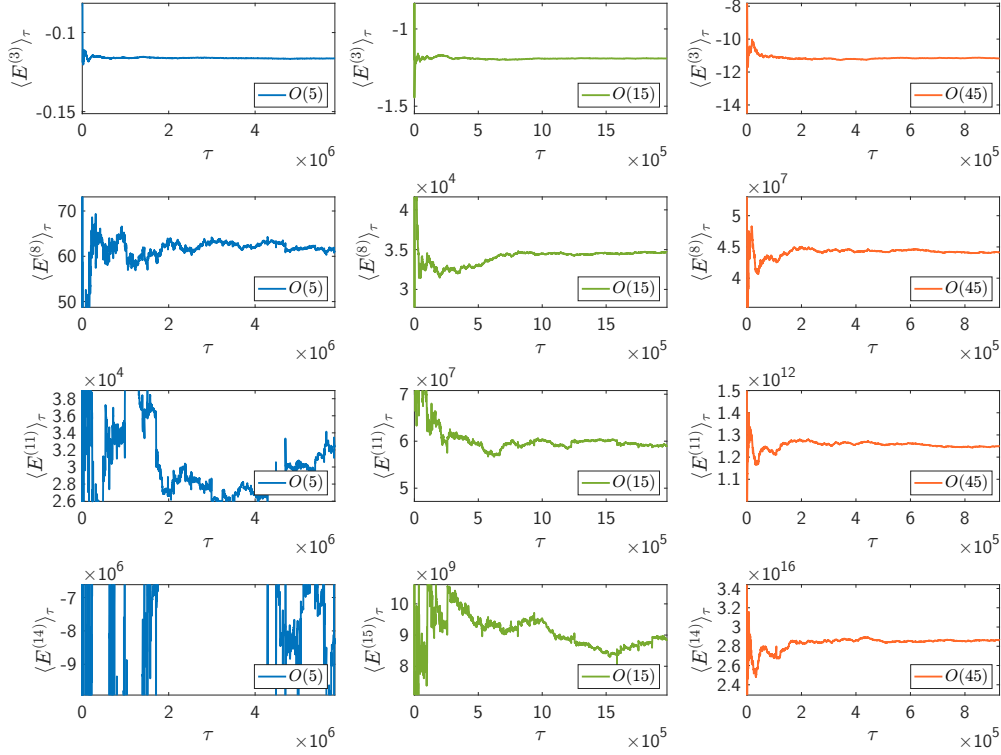 -0.1
-0.15
⟨E^{(3)}⟩_τ
O(5)
0 2 4
τ
×10^6
-1
-1.5
⟨E^{(3)}⟩_τ
O(15)
0 5 10 15
τ
×10^5
-8
-10
-12
-14
⟨E^{(3)}⟩_τ
O(45)
0 2 4 6 8
τ
×10^5
70
60
50
⟨E^{(8)}⟩_τ
O(5)
0 2 4
τ
×10^6
×10^4
4
3.5
3
⟨E^{(8)}⟩_τ
O(15)
0 5 10 15
τ
×10^5
×10^7
5
4.5
4
⟨E^{(8)}⟩_τ
O(45)
0 2 4 6 8
τ
×10^5
×10^4
3.8
3.6
3.4
3.2
3
2.8
2.6
⟨E^{(11)}⟩_τ
O(5)
0 2 4
τ
×10^6
×10^7
7
6
5
⟨E^{(11)}⟩_τ
O(15)
0 5 10 15
τ
×10^5
×10^12
1.5
1.4
1.3
1.2
1.1
⟨E^{(11)}⟩_τ
O(45)
0 2 4 6 8
τ
×10^5
×10^6
-7
-8
-9
⟨E^{(14)}⟩_τ
O(5)
0 2 4
τ
×10^6
×10^9
10
9
8
⟨E^{(15)}⟩_τ
O(15)
0 5 10 15
τ
×10^5
×10^16
3.4
3.2
3
2.8
2.6
2.4
⟨E^{(14)}⟩_τ
O(45)
0 2 4 6 8
τ
×10^5